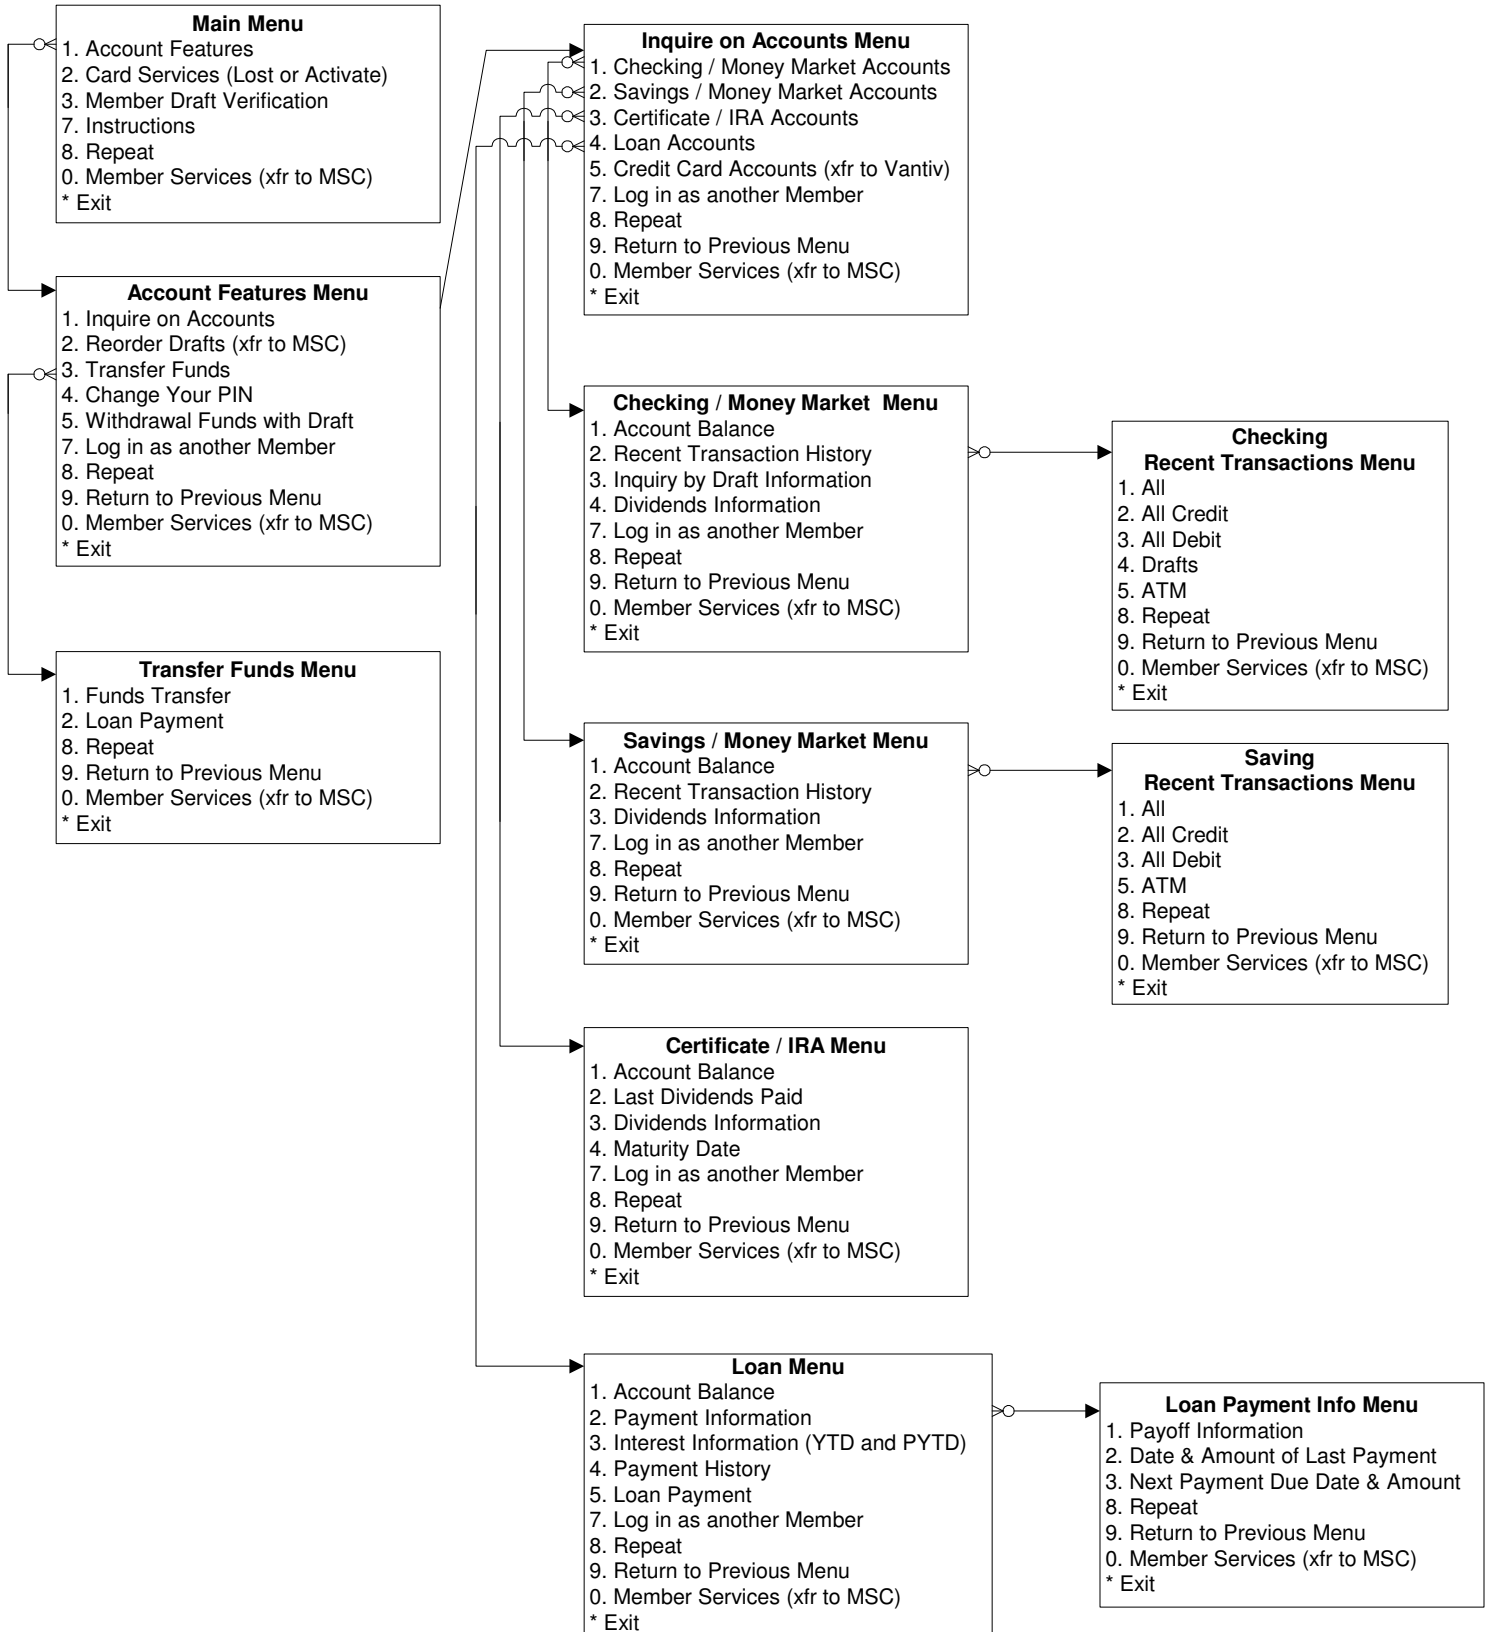 Main Menu
1. Account Features
2. Card Services (Lost or Activate)
3. Member Draft Verification
7. Instructions
8. Repeat
0. Member Services (xfr to MSC)
* Exit
Account Features Menu
1. Inquire on Accounts
2. Reorder Drafts (xfr to MSC)
3. Transfer Funds
4. Change Your PIN
5. Withdrawal Funds with Draft
7. Log in as another Member
8. Repeat
9. Return to Previous Menu
0. Member Services (xfr to MSC)
* Exit
Transfer Funds Menu
1. Funds Transfer
2. Loan Payment
8. Repeat
9. Return to Previous Menu
0. Member Services (xfr to MSC)
* Exit
Inquire on Accounts Menu
1. Checking / Money Market Accounts
2. Savings / Money Market Accounts
3. Certificate / IRA Accounts
4. Loan Accounts
5. Credit Card Accounts (xfr to Vantiv)
7. Log in as another Member
8. Repeat
9. Return to Previous Menu
0. Member Services (xfr to MSC)
* Exit
Checking / Money Market Menu
1. Account Balance
2. Recent Transaction History
3. Inquiry by Draft Information
4. Dividends Information
7. Log in as another Member
8. Repeat
9. Return to Previous Menu
0. Member Services (xfr to MSC)
* Exit
Checking
Recent Transactions Menu
1. All
2. All Credit
3. All Debit
4. Drafts
5. ATM
8. Repeat
9. Return to Previous Menu
0. Member Services (xfr to MSC)
* Exit
Savings / Money Market Menu
1. Account Balance
2. Recent Transaction History
3. Dividends Information
7. Log in as another Member
8. Repeat
9. Return to Previous Menu
0. Member Services (xfr to MSC)
* Exit
Saving
Recent Transactions Menu
1. All
2. All Credit
3. All Debit
5. ATM
8. Repeat
9. Return to Previous Menu
0. Member Services (xfr to MSC)
* Exit
Certificate / IRA Menu
1. Account Balance
2. Last Dividends Paid
3. Dividends Information
4. Maturity Date
7. Log in as another Member
8. Repeat
9. Return to Previous Menu
0. Member Services (xfr to MSC)
* Exit
Loan Menu
1. Account Balance
2. Payment Information
3. Interest Information (YTD and PYTD)
4. Payment History
5. Loan Payment
7. Log in as another Member
8. Repeat
9. Return to Previous Menu
0. Member Services (xfr to MSC)
* Exit
Loan Payment Info Menu
1. Payoff Information
2. Date & Amount of Last Payment
3. Next Payment Due Date & Amount
8. Repeat
9. Return to Previous Menu
0. Member Services (xfr to MSC)
* Exit